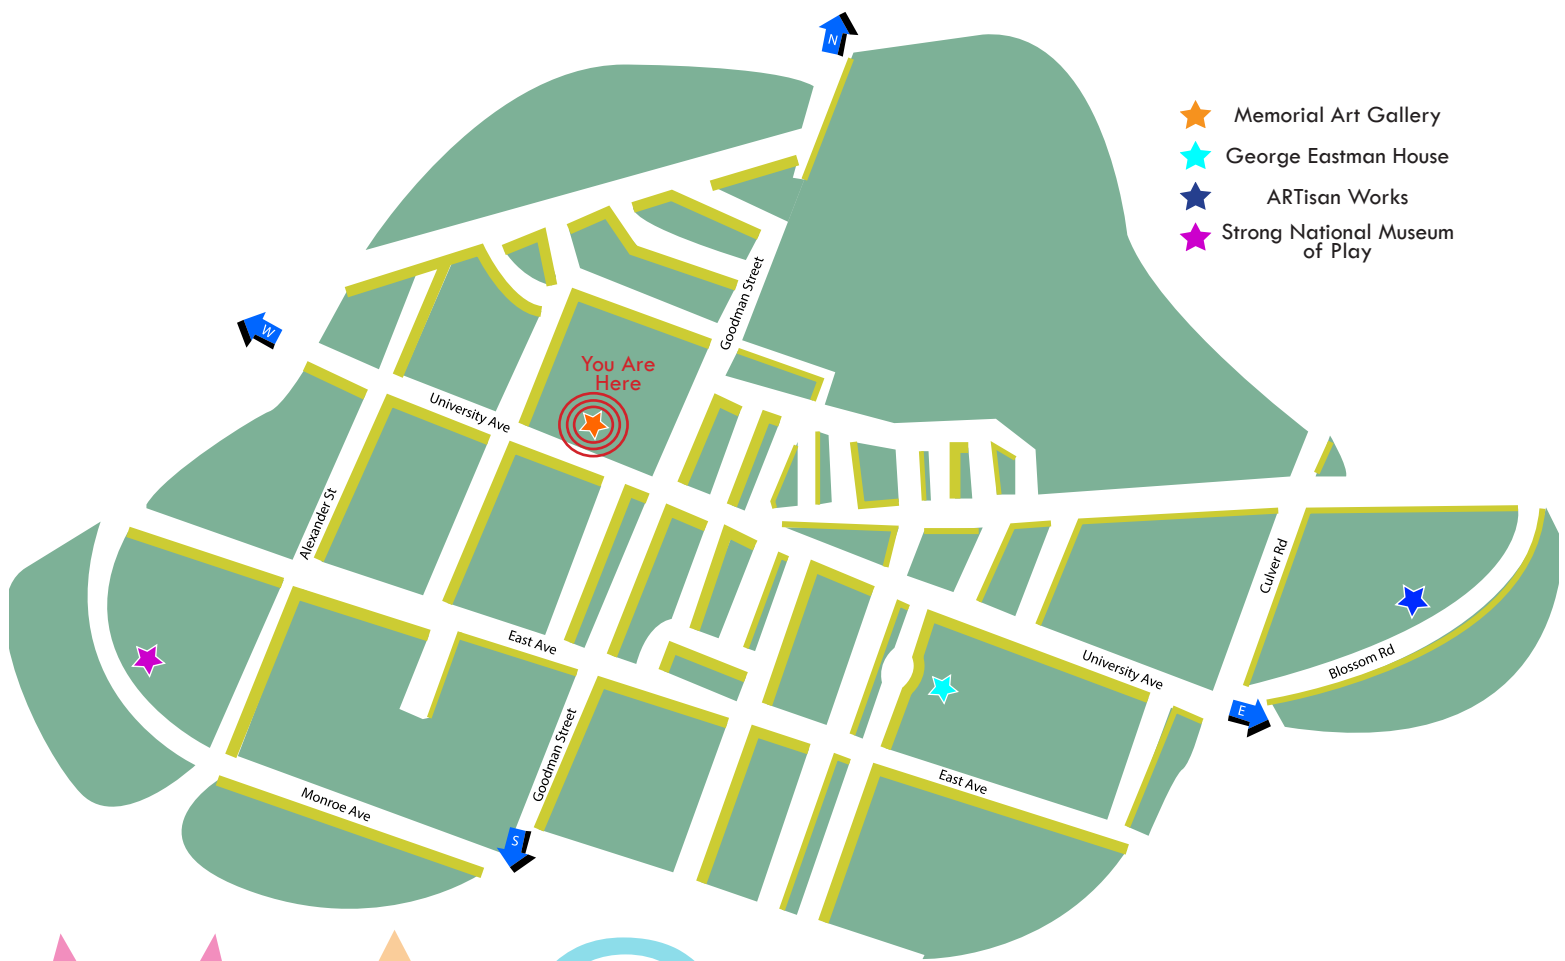 N
Memorial Art Gallery
George Eastman House
ARTisan Works
Strong National Museum
of Play
W
Goodman Street
You Are
Here
University Ave
Alexander St
Culver Rd
East Ave
University Ave
Blossom Rd
E
Goodman Street
East Ave
Monroe Ave
S